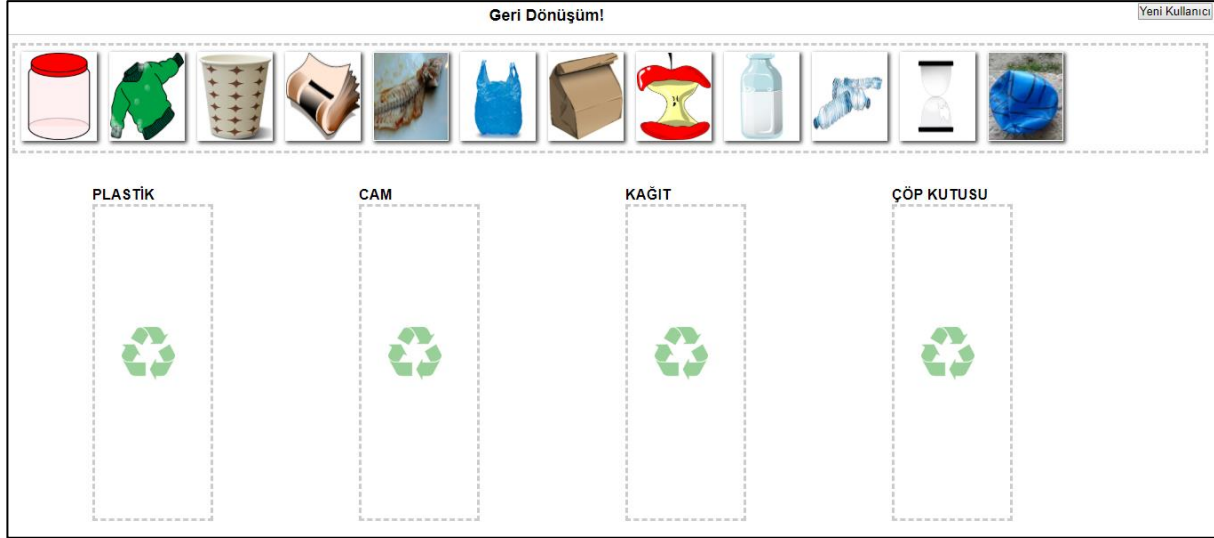 Geri Dönüşüm!
Yeni Kullanıcı
PLASTİK
CAM
KAĞIT
ÇÖP KUTUSU